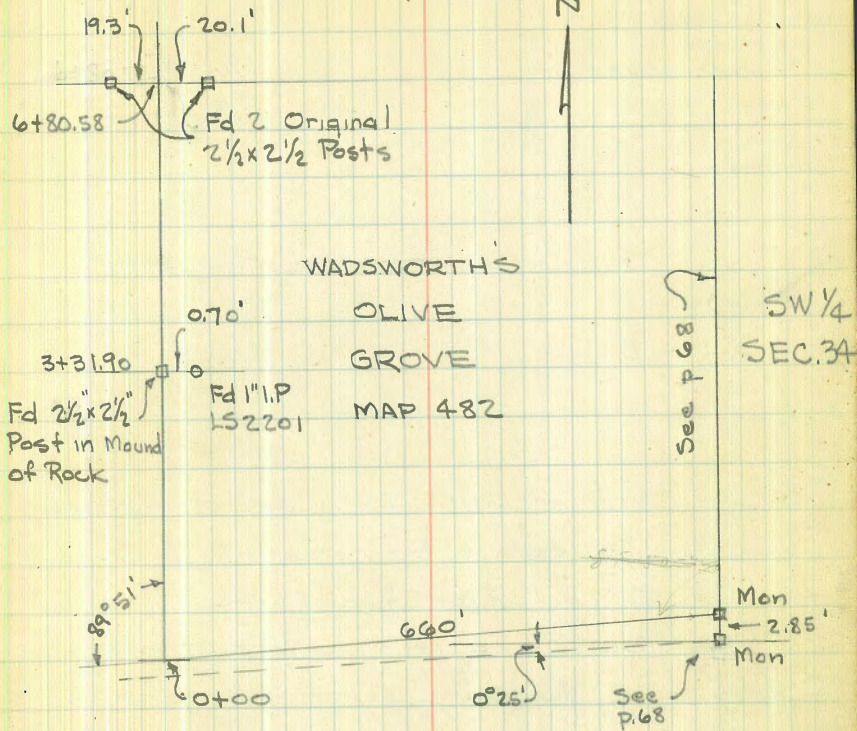 19.3'
20.1'
N
6+80.58
Fd 2 Original
2½x2½ Posts
WADSWORTH'S
OLIVE
GROVE
MAP 482
See p 68
SW ¼
SEC. 34
0.70'
3+31.90
Fd 2½"x2½"
Post in Mound
of Rock
Fd 1" I.P
LS2201
89°51'
660'
Mon
2.85'
Mon
0+00
0°25'
See
p.68